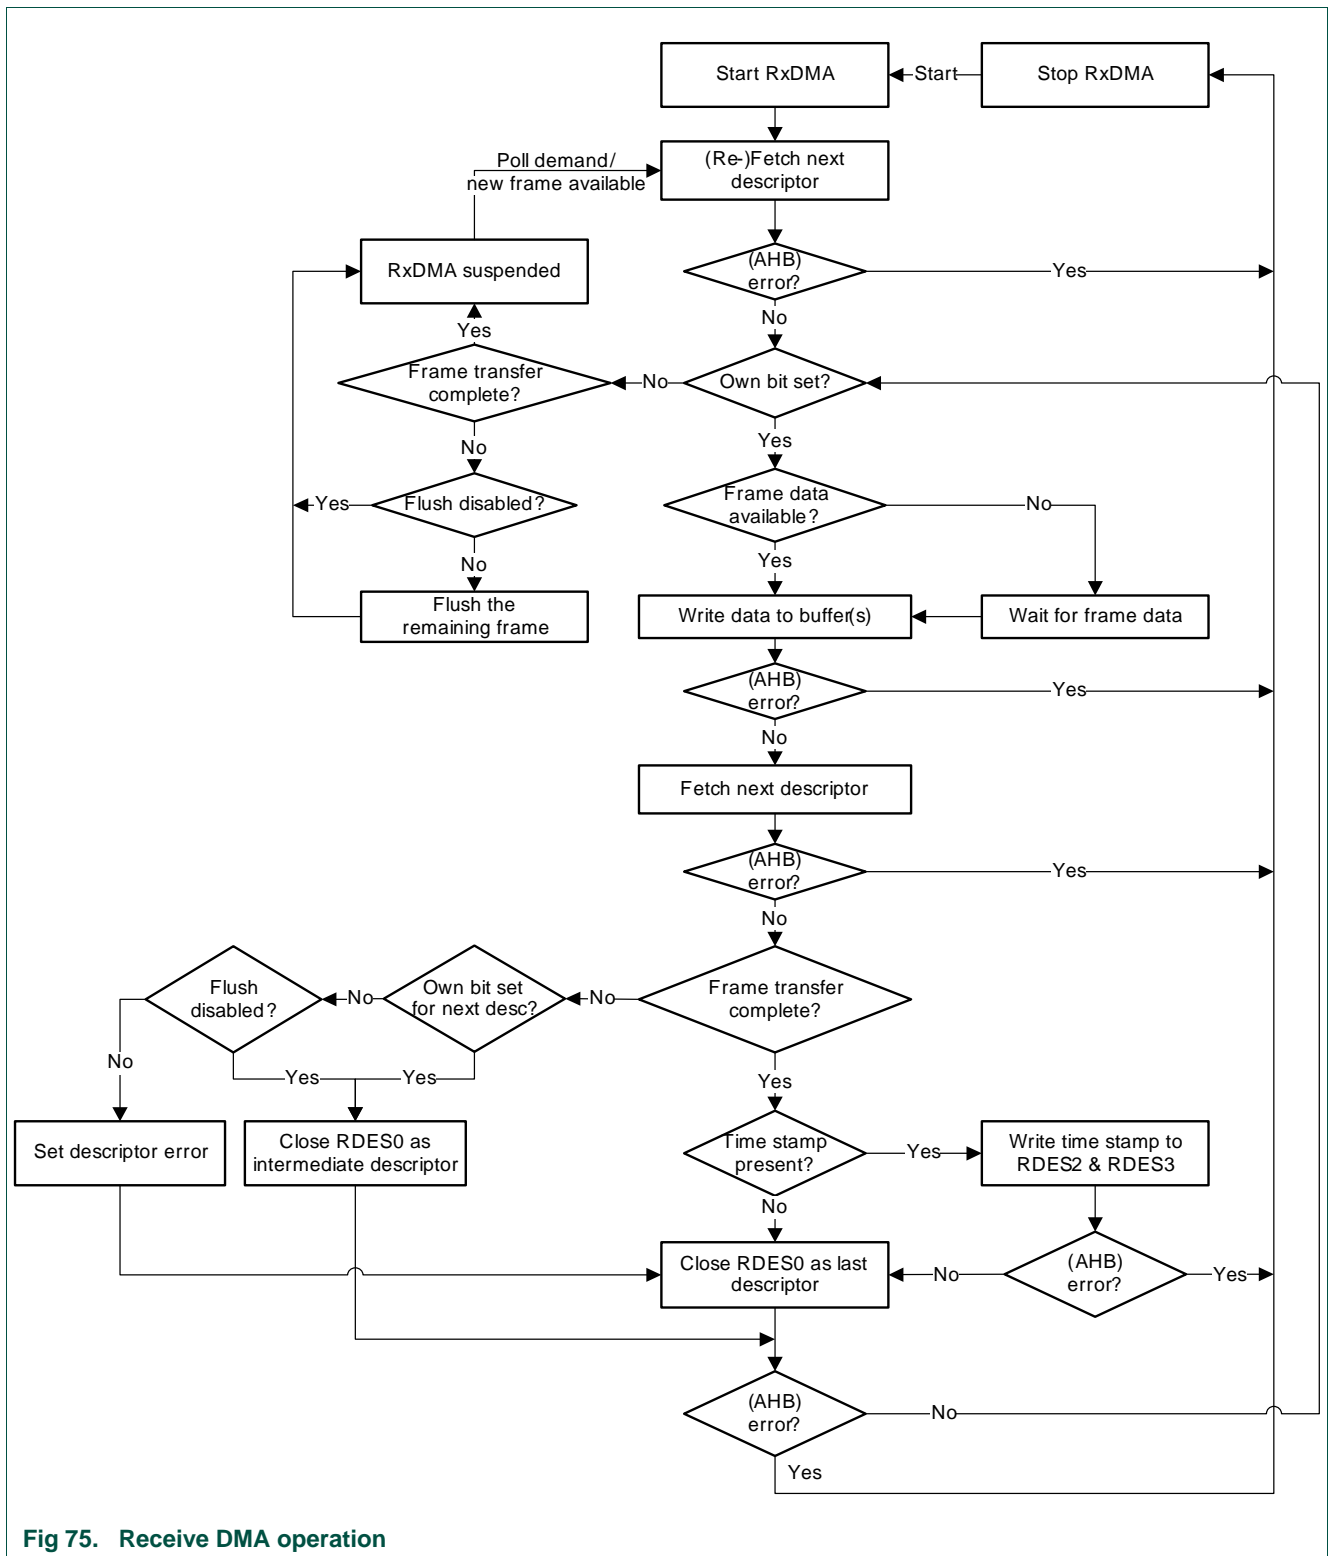 Start RxDMA
Start
Stop RxDMA
Poll demand/
new frame available
(Re-)Fetch next
descriptor
RxDMA suspended
(AHB)
error?
Yes
No
Yes
Frame transfer
complete?
No
Own bit set?
No
Yes
Yes
Flush disabled?
Frame data
available?
No
No
Yes
Flush the
remaining frame
Write data to buffer(s)
Wait for frame data
(AHB)
error?
Yes
No
Fetch next descriptor
(AHB)
error?
Yes
No
Flush
disabled?
No
Own bit set
for next desc?
No
Frame transfer
complete?
No
Yes
Yes
Yes
Set descriptor error
Close RDES0 as
intermediate descriptor
Time stamp
present?
Yes
Write time stamp to
RDES2 & RDES3
No
Close RDES0 as last
descriptor
No
(AHB)
error?
Yes
(AHB)
error?
No
Yes
Fig 75. Receive DMA operation